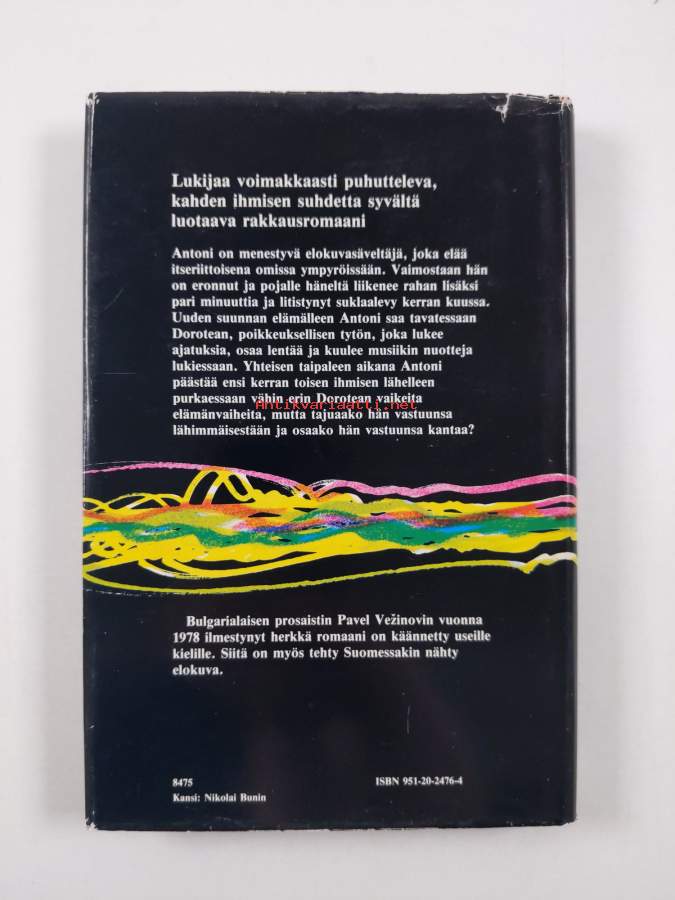 Lukijaa voimakkaasti puhutteleva,
kahden ihmisen suhdetta syvältä
luotaava rakkausromaani
Antoni on menestyvä elokuvasäveltäjä, joka elää
itseriittoisena omissa ympyröissään. Vaimostaan hän
on eronnut ja pojalle häneltä liikenee rahan lisäksi
pari minuuttia ja litistynyt suklaalevy kerran kuussa.
Uuden suunnan elämälleen Antoni saa tavatessaan
Dorotean, poikkeuksellisen tytön, joka lukee
ajatuksia, osaa lentää ja kuulee musiikin nuotteja
lukiessaan. Yhteisen taipaleen aikana Antoni
päästää ensi kerran toisen ihmisen lähelleen
purkaessaan vähin erin Dorotean vaikeita
Antikvariaatti.net
elämänvaiheita, mutta tajuaako hän vastuunsa
lähimmäisestään ja osaako hän vastuunsa kantaa?
Bulgarialaisen prosaistin Pavel Vežinovin vuonna
1978 ilmestynyt herkkä romaani on käännetty useille
kielille. Siitä on myös tehty Suomessakin nähty
elokuva.
8475
ISBN 951-20-2476-4
Kansi: Nikolai Bunin